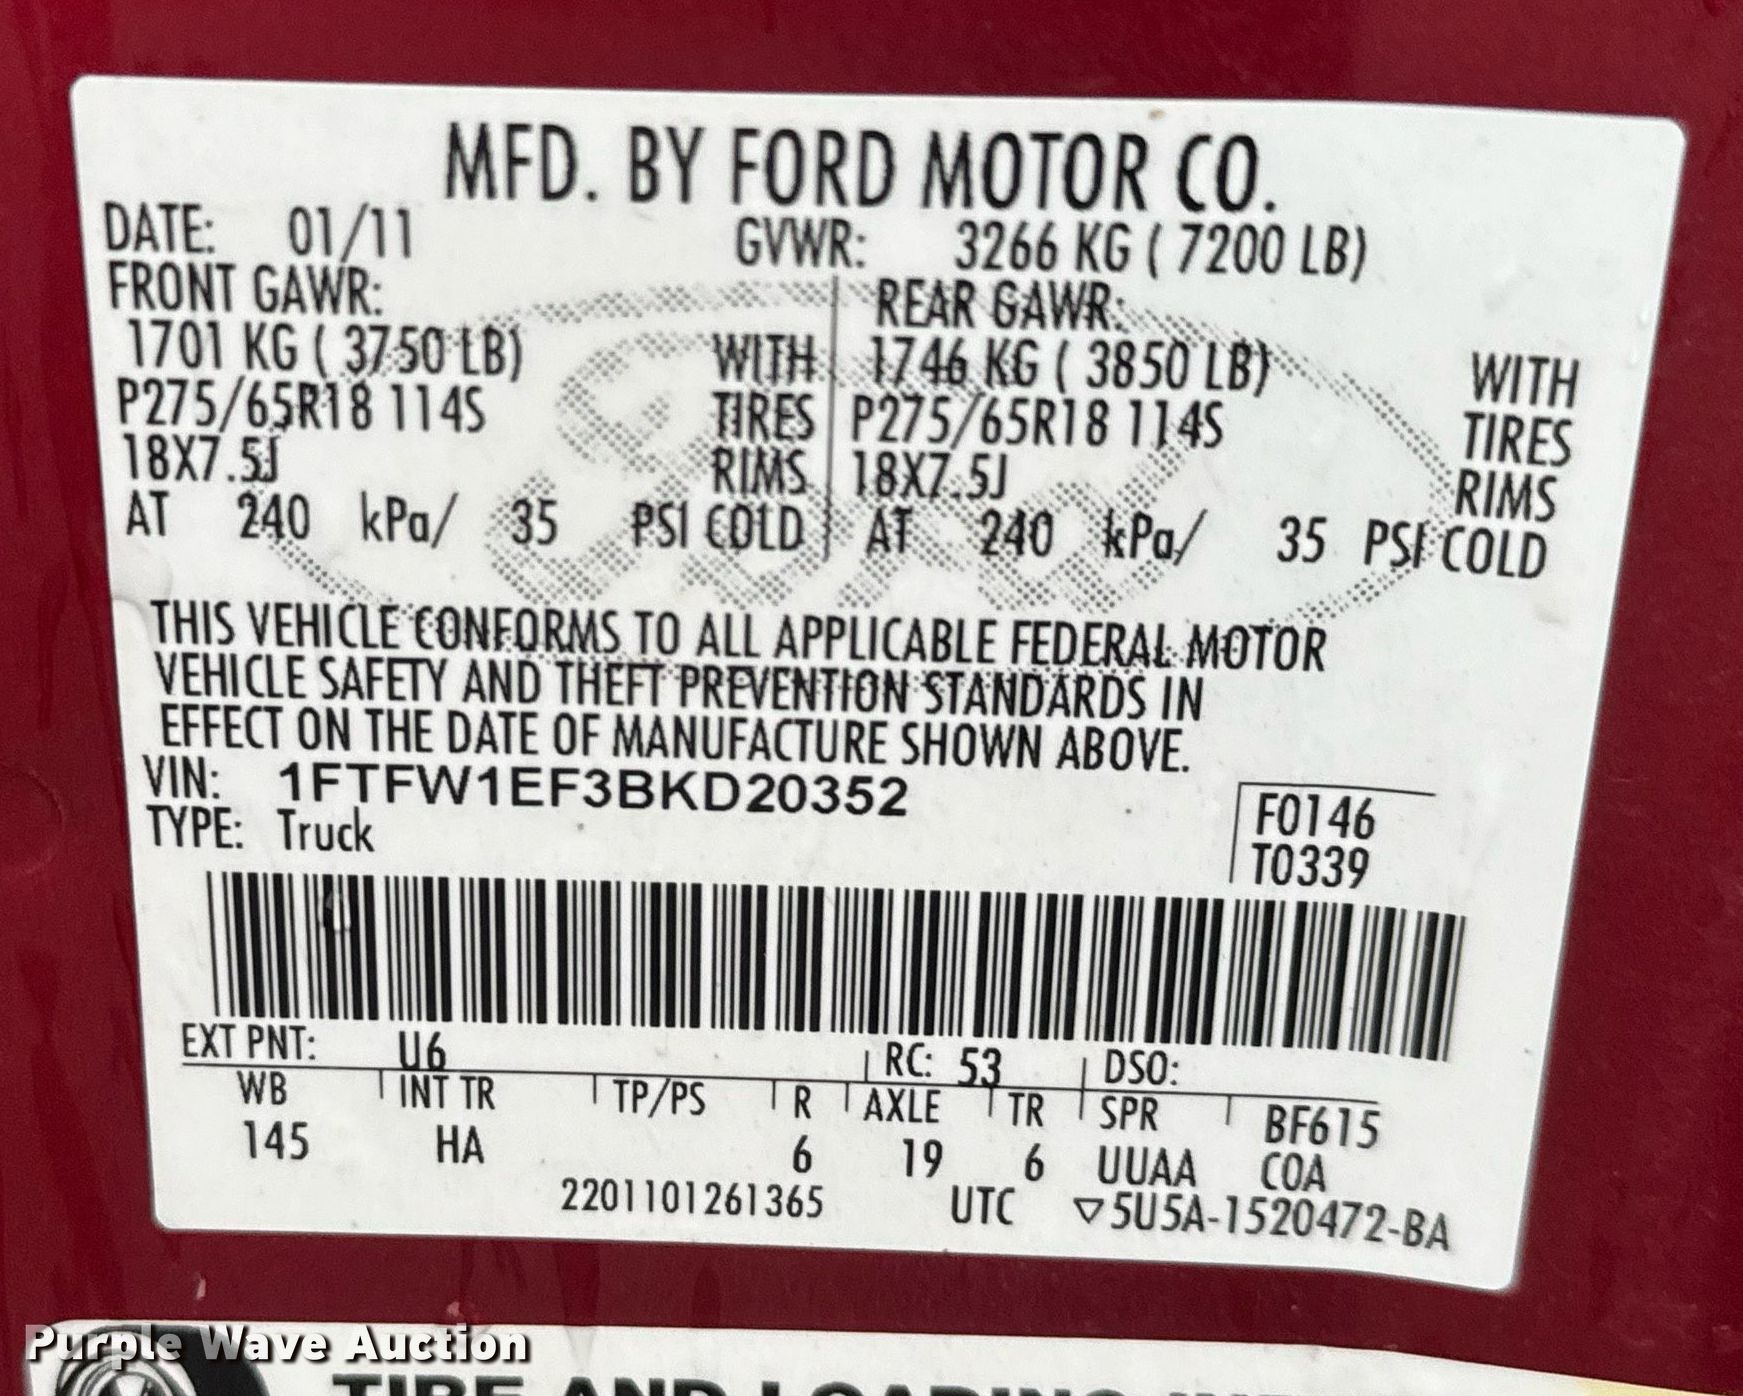 MFD. BY FORD MOTOR CO.
DATE: 01/11 GVWR: 3266 KG ( 7200 LB)
FRONT GAWR: REAR GAWR:
1701 KG ( 3750 LB) WITH 1746 KG ( 3850 LB) WITH
P275/65R18 114S TIRES P275/65R18 114S TIRES
18X7.5J RIMS 18X7.5J RIMS
AT 240 kPa/ 35 PSI COLD AT 240 kPa/ 35 PSI COLD
Ford
THIS VEHICLE CONFORMS TO ALL APPLICABLE FEDERAL MOTOR
VEHICLE SAFETY AND THEFT PREVENTION STANDARDS IN
EFFECT ON THE DATE OF MANUFACTURE SHOWN ABOVE.
VIN: 1FTFW1EF3BKD20352
TYPE: Truck
F0146
T0339
EXT PNT: U6 RC: 53 DSO:
WB INT TR TP/PS R AXLE TR SPR BF615
145 HA 6 19 6 UUAA COA
2201101261365 UTC ▽5U5A-1520472-BA
Purple Wave Auction
TIRE AND LOADING